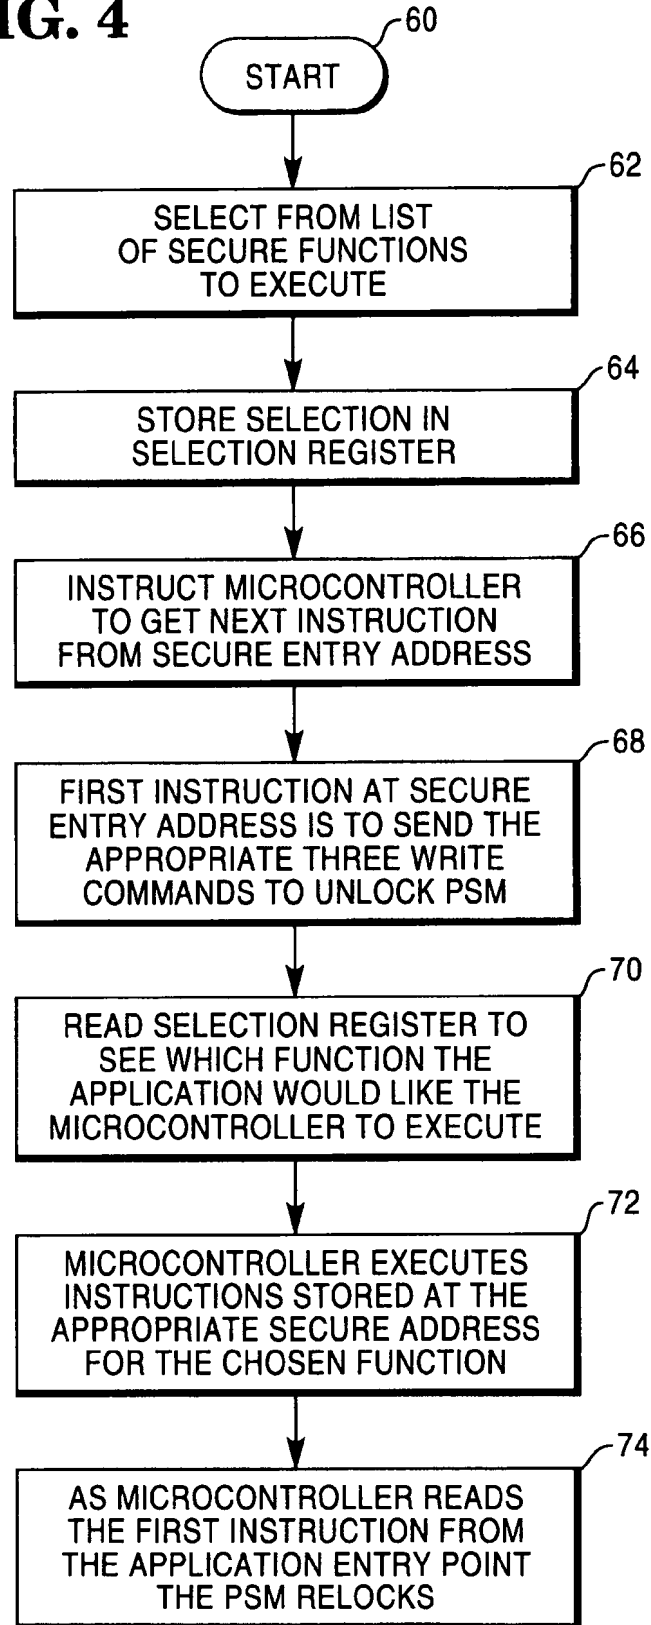 IG. 4
60
START
62
SELECT FROM LIST
OF SECURE FUNCTIONS
TO EXECUTE
64
STORE SELECTION IN
SELECTION REGISTER
66
INSTRUCT MICROCONTROLLER
TO GET NEXT INSTRUCTION
FROM SECURE ENTRY ADDRESS
68
FIRST INSTRUCTION AT SECURE
ENTRY ADDRESS IS TO SEND THE
APPROPRIATE THREE WRITE
COMMANDS TO UNLOCK PSM
70
READ SELECTION REGISTER TO
SEE WHICH FUNCTION THE
APPLICATION WOULD LIKE THE
MICROCONTROLLER TO EXECUTE
72
MICROCONTROLLER EXECUTES
INSTRUCTIONS STORED AT THE
APPROPRIATE SECURE ADDRESS
FOR THE CHOSEN FUNCTION
74
AS MICROCONTROLLER READS
THE FIRST INSTRUCTION FROM
THE APPLICATION ENTRY POINT
THE PSM RELOCKS